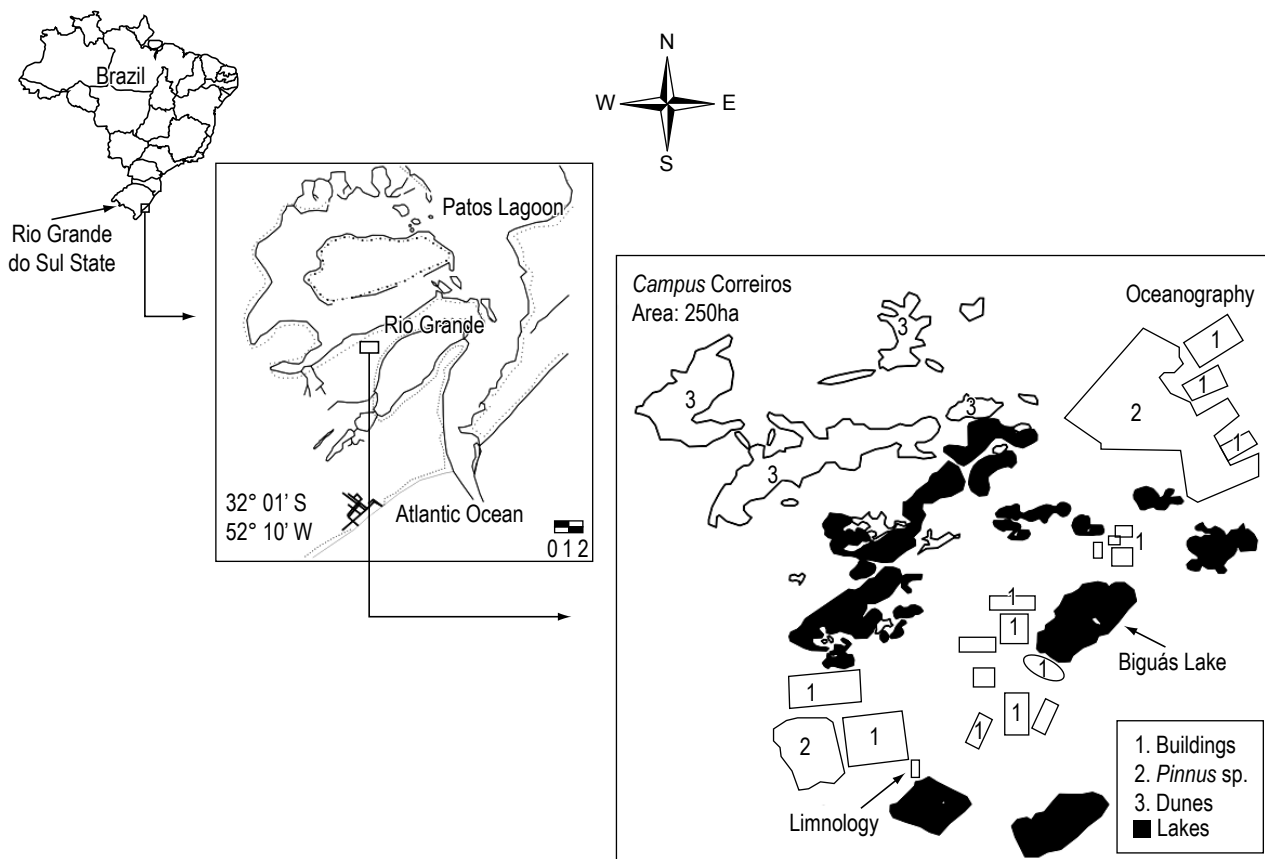 Brazil
Rio Grande
do Sul State
N
W
E
S
Patos Lagoon
Rio Grande
32° 01' S
52° 10' W
Atlantic Ocean
0 1 2
Campus Correiros
Area: 250ha
Oceanography
3
1
1
3
2
3
1
3
1
1
1
Biguás Lake
1
1
1
1
2
1
1
Limnology
1. Buildings
2. Pinnus sp.
3. Dunes
Lakes